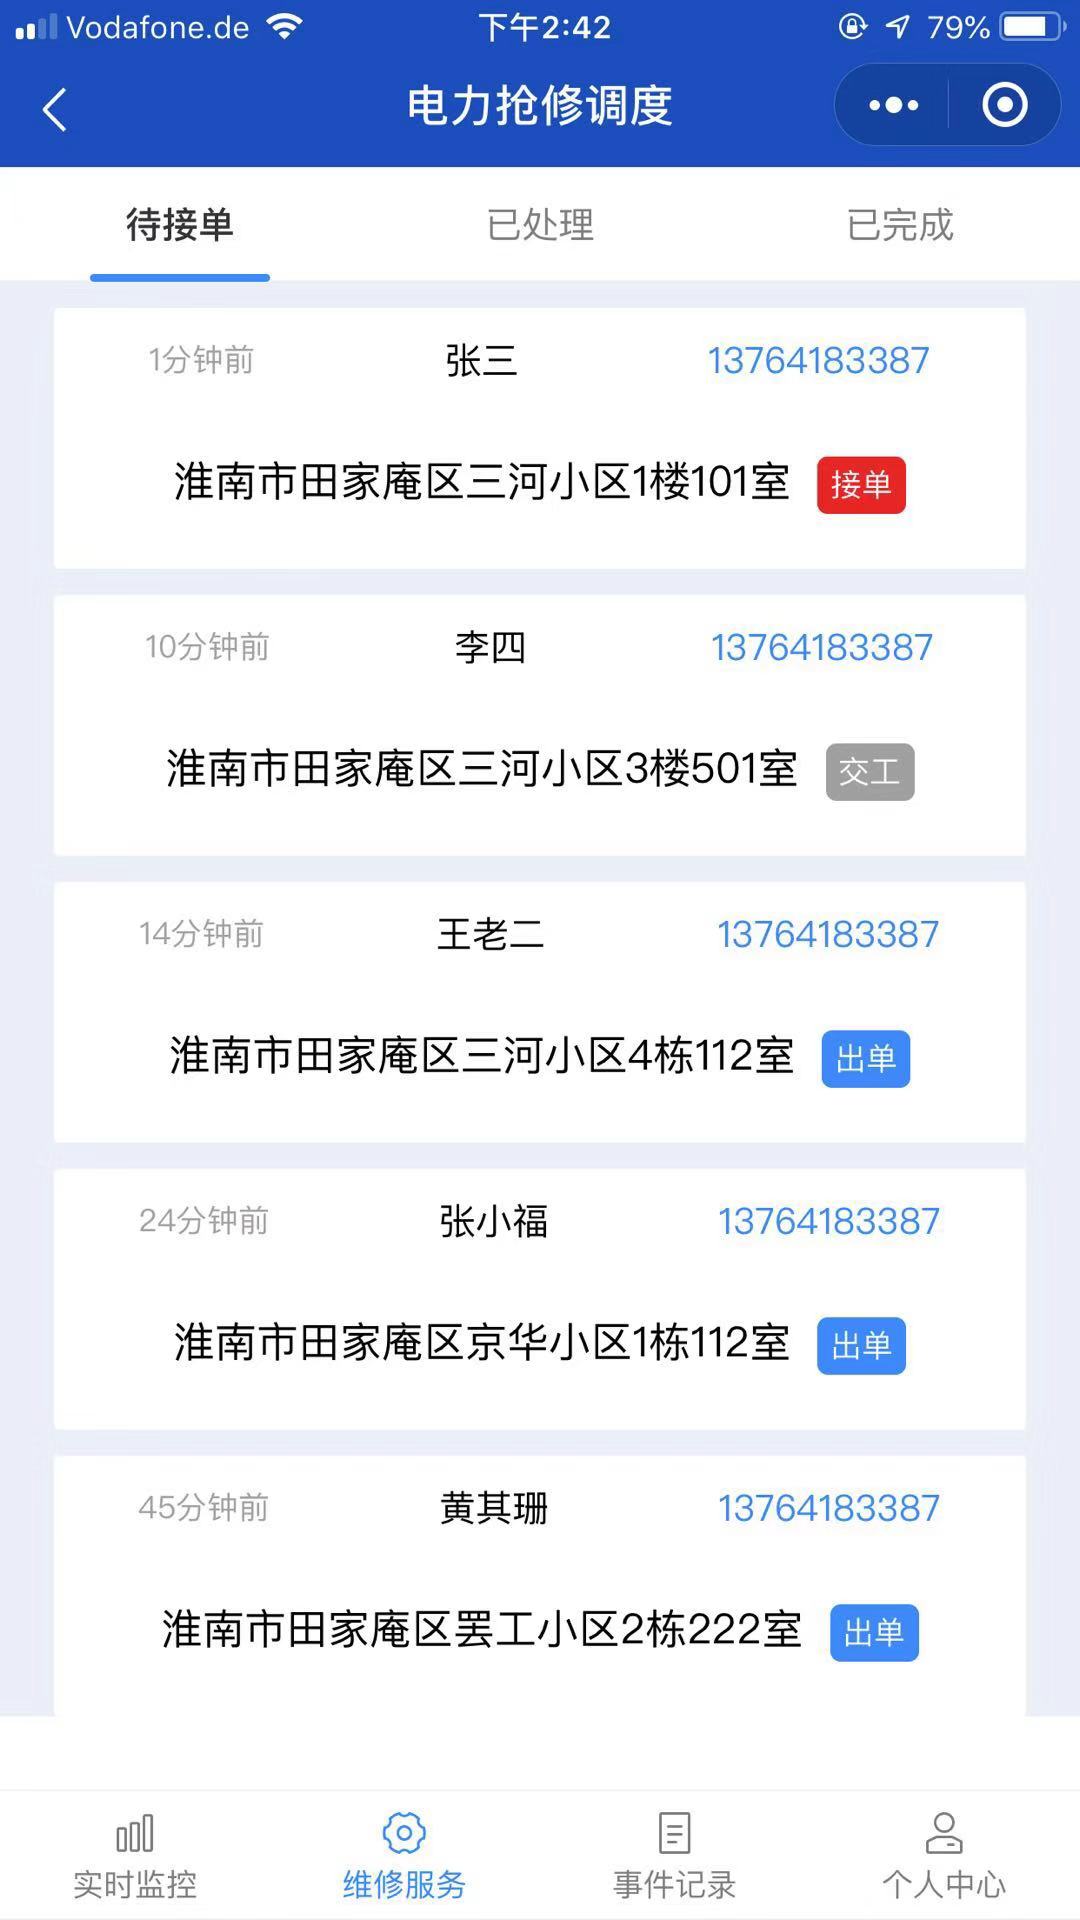 Vodafone.de 下午2:42 79%
电力抢修调度
待接单 已处理 已完成
1分钟前 张三 13764183387
淮南市田家庵区三河小区1楼101室 接单
10分钟前 李四 13764183387
淮南市田家庵区三河小区3楼501室 交工
14分钟前 王老二 13764183387
淮南市田家庵区三河小区4栋112室 出单
24分钟前 张小福 13764183387
淮南市田家庵区京华小区1栋112室 出单
45分钟前 黄其珊 13764183387
淮南市田家庵区罢工小区2栋222室 出单
实时监控 维修服务 事件记录 个人中心